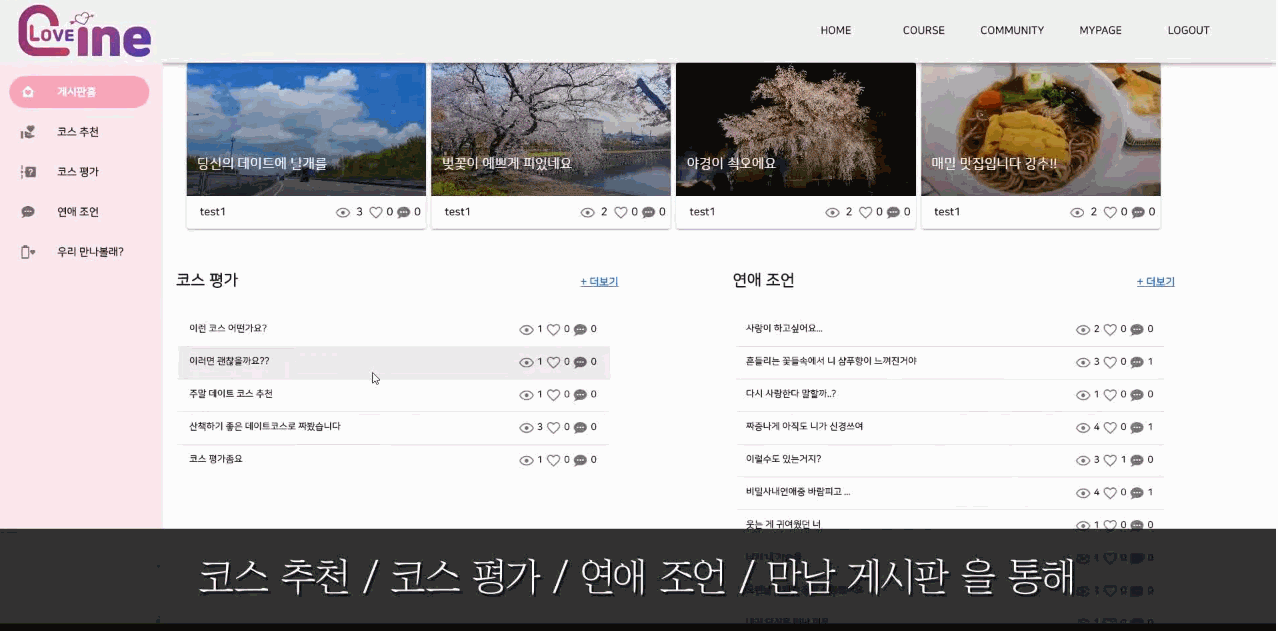 LOVE ine
HOME COURSE COMMUNITY MYPAGE LOGOUT
게시판홈
코스 추천
코스 평가
연애 조언
우리 만나볼래?
당신의 데이트에 날개를
벚꽃이 예쁘게 피었네요
야경이 쵝오에요
매밀 맛집입니다 강추!!
test1 3 0 0
test1 2 0 0
test1 2 0 0
test1 2 0 0
코스 평가 + 더보기
이런 코스 어떤가요? 1 0 0
이러면 괜찮을까요?? 1 0 0
주말 데이트 코스 추천 1 0 0
산책하기 좋은 데이트코스로 짜봤습니다 3 0 0
코스 평가좀요 1 0 0
연애 조언 + 더보기
사랑이 하고싶어요... 2 0 0
흔들리는 꽃들속에서 니 샴푸향이 느껴진거야 3 0 1
다시 사랑한다 말할까..? 1 0 0
짜증나게 아직도 니가 신경쓰여 4 0 1
이럴수도 있는거지? 3 1 0
비밀사내연애중 바람피고 ... 4 0 1
웃는 게 귀여웠던 너 1 0 0
코스 추천 / 코스 평가 / 연애 조언 / 만남 게시판 을 통해